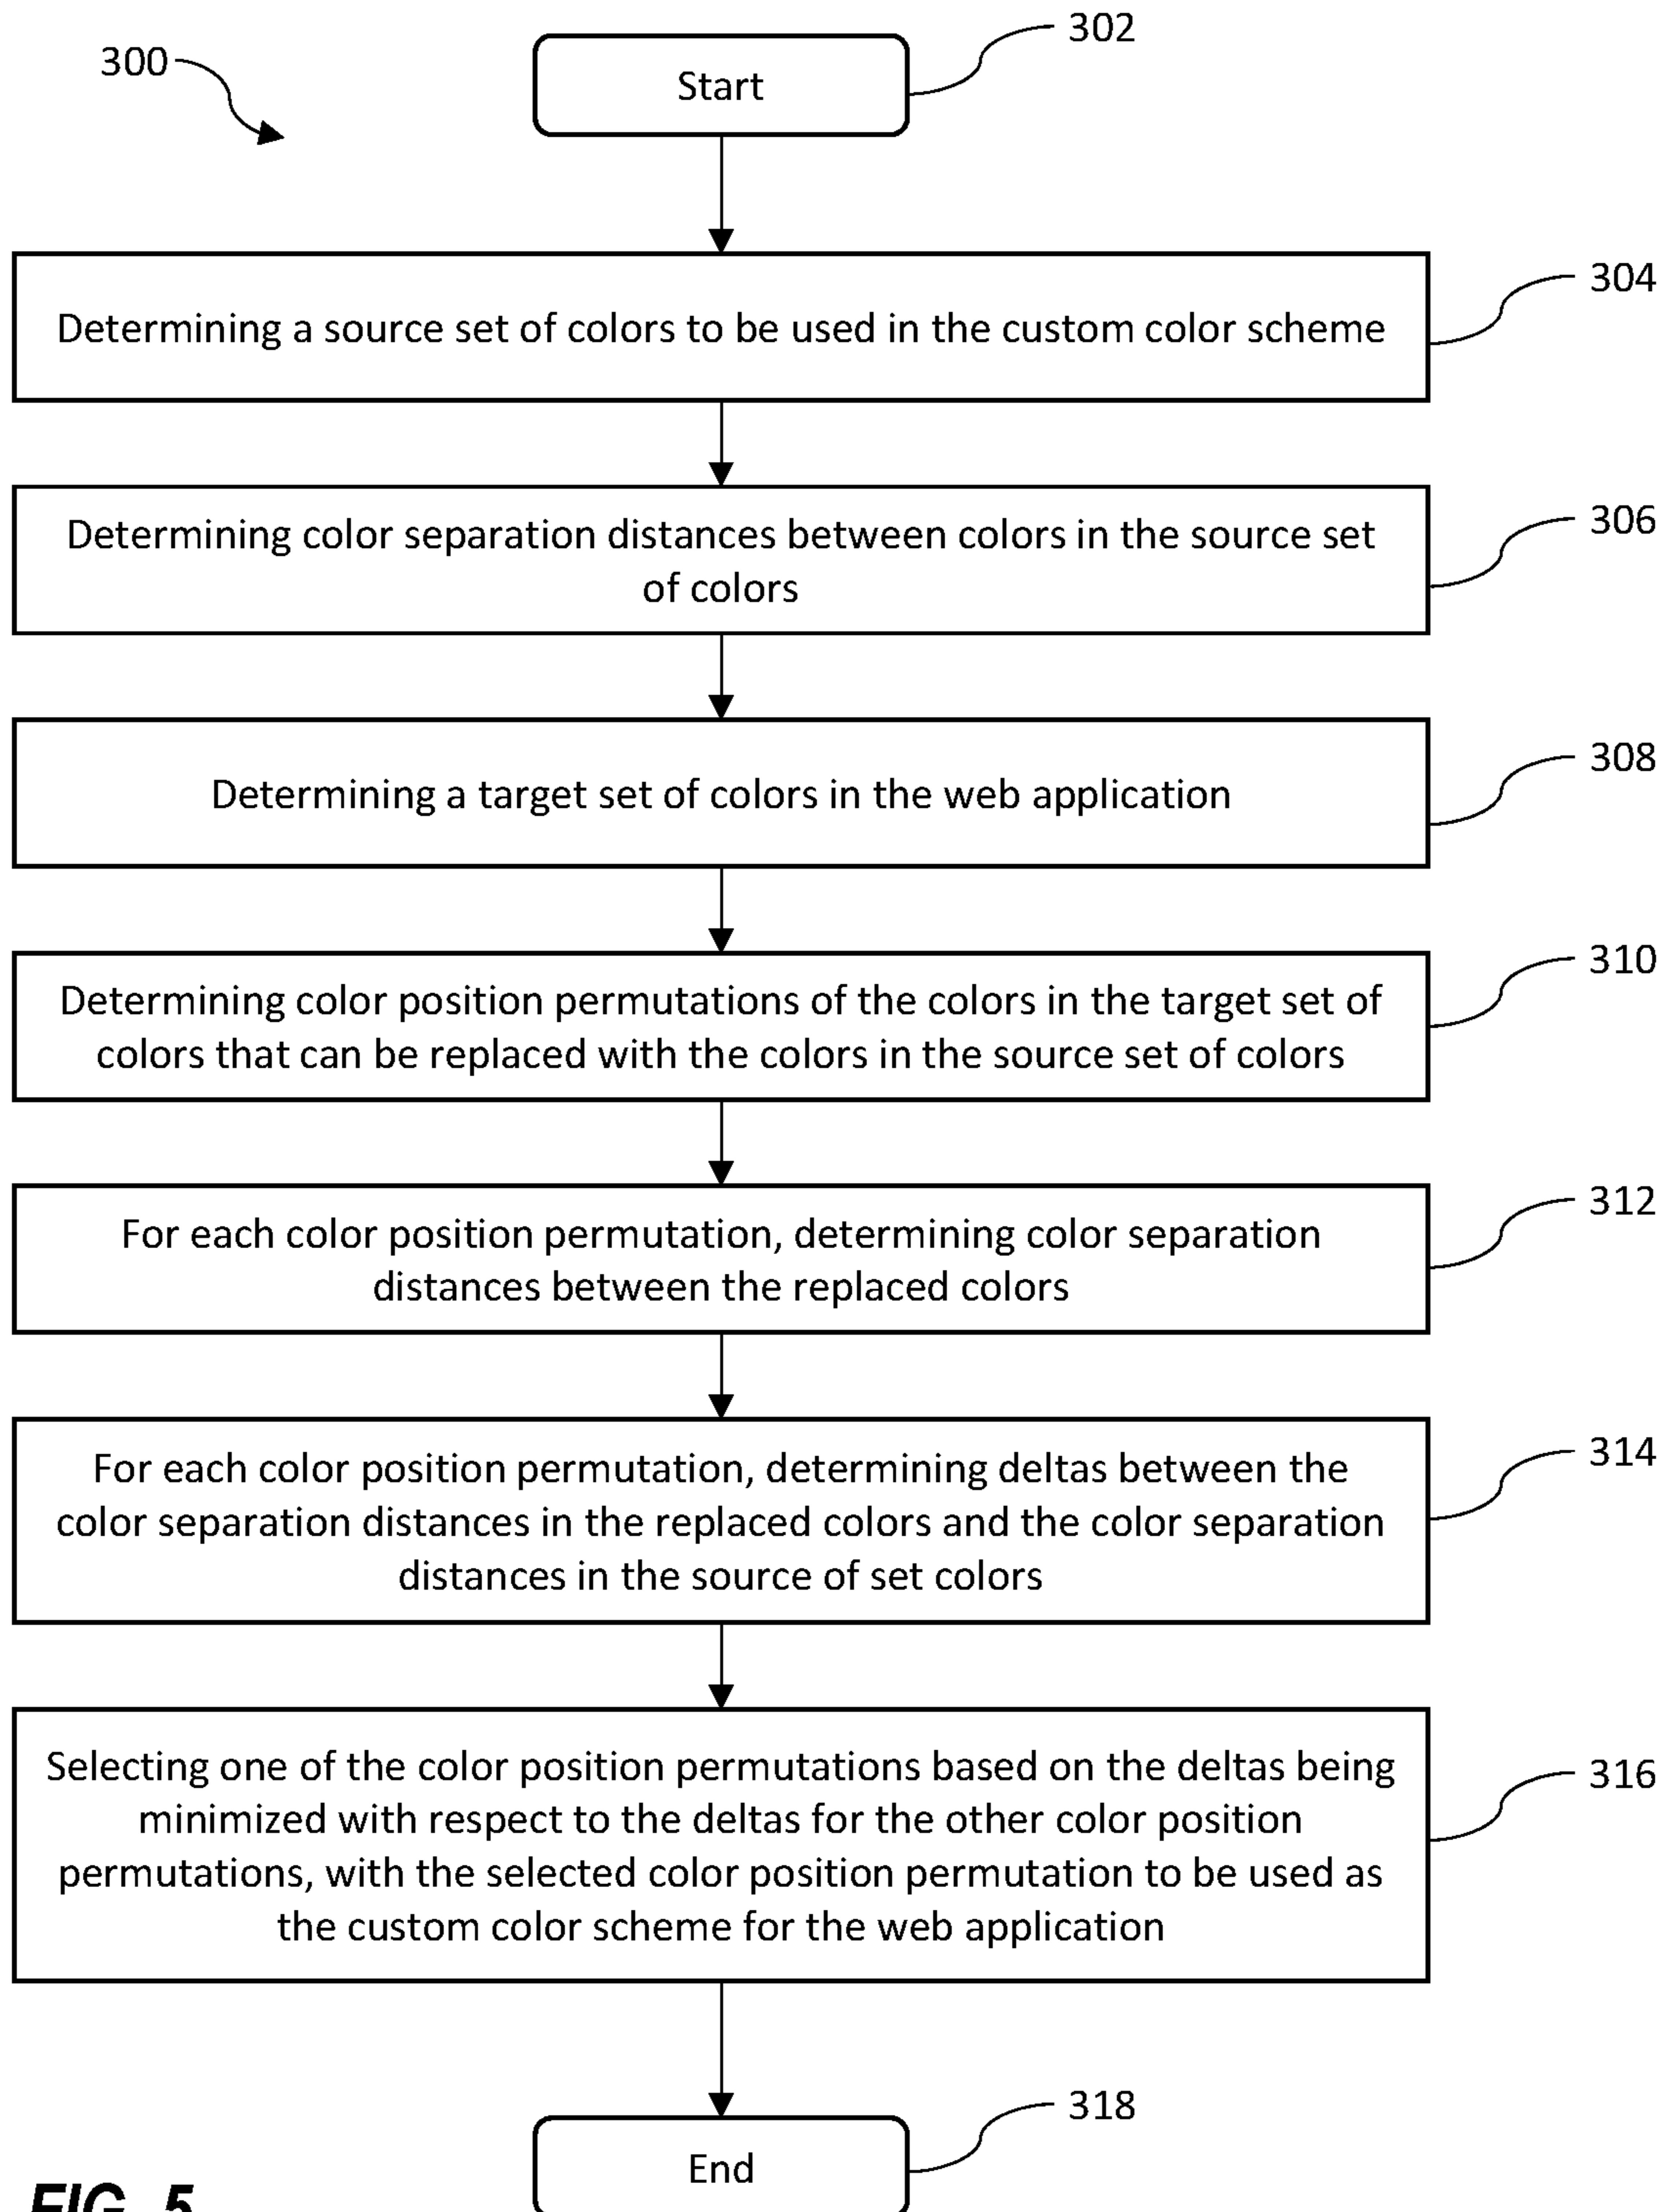 300
302
Start
304
Determining a source set of colors to be used in the custom color scheme
306
Determining color separation distances between colors in the source set
of colors
308
Determining a target set of colors in the web application
310
Determining color position permutations of the colors in the target set of
colors that can be replaced with the colors in the source set of colors
312
For each color position permutation, determining color separation
distances between the replaced colors
314
For each color position permutation, determining deltas between the
color separation distances in the replaced colors and the color separation
distances in the source of set colors
316
Selecting one of the color position permutations based on the deltas being
minimized with respect to the deltas for the other color position
permutations, with the selected color position permutation to be used as
the custom color scheme for the web application
318
End
FIG. 5